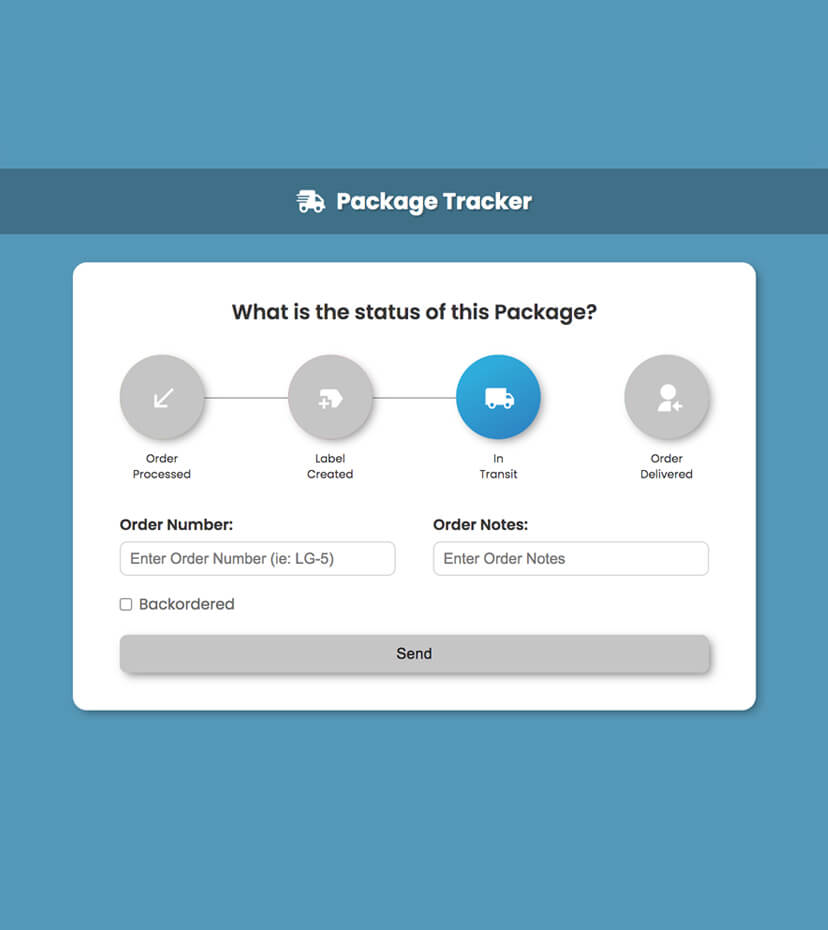 Package Tracker
What is the status of this Package?
Order
Processed
Label
Created
In
Transit
Order
Delivered
Order Number:
Order Notes:
Enter Order Number (ie: LG-5)
Enter Order Notes
Backordered
Send